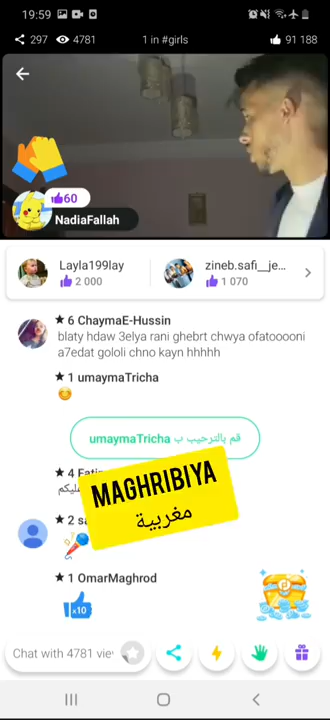 19:59
297 4781 1 in #girls 91 188
60
NadiaFallah
Layla199lay zineb.safi__je...
2 000 1 070
6 ChaymaE-Hussin
blaty hdaw 3elya rani ghebrt chwya ofatooooni
a7edat gololi chno kayn hhhhh
1 umaymaTricha
قم بالترحيب ب umaymaTricha
4
MAGHRIBIYA
مغربية
2
1 OmarMaghrod
x10
Chat with 4781